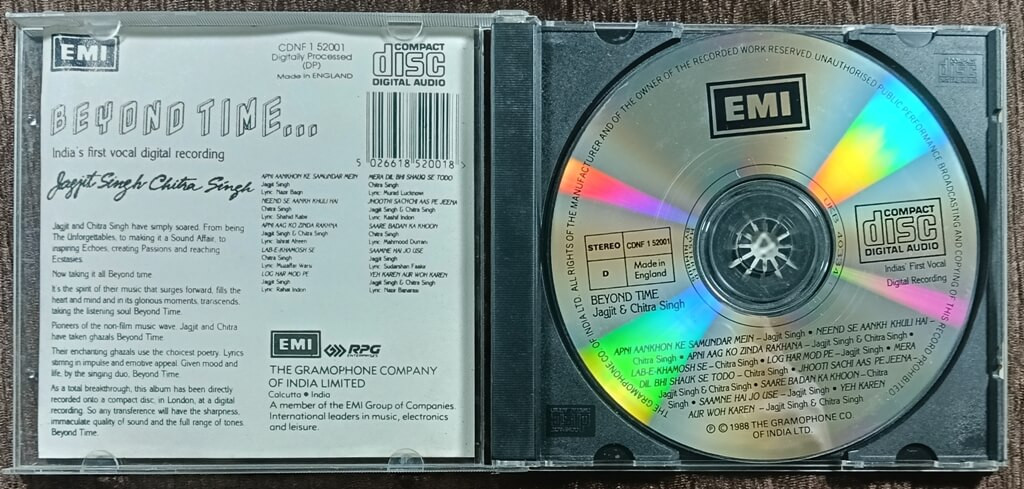 EMI
CDNF 1 52001
Digitally Processed
(DP)
Made in ENGLAND
COMPACT
disc
DIGITAL AUDIO
BEYOND TIME...
India's first vocal digital recording
Jagjit Singh Chitra Singh
5 026618 520018 >
Jagjit and Chitra Singh have simply soared. From being
The Unforgettables, to making it a Sound Affair, to
inspiring Echoes, creating Passions and reaching
Ecstasies.
Now taking it all Beyond time.
It's the spirit of their music that surges forward, fills the
heart and mind and in its glorious moments, transcends,
taking the listening soul Beyond Time.
Pioneers of the non-film music wave. Jagjit and Chitra
have taken ghazals Beyond Time.
Their enchanting ghazals use the choicest poetry. Lyrics
stirring in impulse and emotive appeal. Given mood and
life, by the singing duo. Beyond Time.
As a total breakthrough, this album has been directly
recorded onto a compact disc, in London, at a digital
recording. So any transference will have the sharpness,
immaculate quality of sound and the full range of tones.
Beyond Time.
APNI AANKHON KE SAMUNDAR MEIN
Jagjit Singh
Lyric: Nazir Baqri
NEEND SE AANKH KHULI HAI
Chitra Singh
Lyric: Shahid Kabir
APNI AAG KO ZINDA RAKHNA
Jagjit Singh & Chitra Singh
Lyric:
LAB-E-KHAMOSH SE
Chitra Singh
Lyric: Muzaffar Warsi
LOG HAR MOD PE
Jagjit Singh
Lyric: Rahat Indori
MERA DIL BHI SHAUQ SE TODO
Chitra Singh
Lyric: Murad Lucknowi
JHOOTHI SACHCHI AAS PE JEENA
Jagjit Singh & Chitra Singh
Lyric: Kashif Indori
SAARE BADAN KA KHOON
Chitra Singh
Lyric: Mahmood Durrani
SAAMNE HAI JO USE
Jagjit Singh
Lyric: Sudarshan Faakir
YEH KAREN AUR WOH KAREN
Jagjit Singh & Chitra Singh
Lyric:
EMI
RPG
THE GRAMOPHONE COMPANY
OF INDIA LIMITED
Calcutta • India
A member of the EMI Group of Companies.
International leaders in music, electronics
and leisure.
THE GRAMOPHONE CO. OF INDIA LTD. ALL RIGHTS OF THE MANUFACTURER AND OF THE OWNER OF THE RECORDED WORK RESERVED. UNAUTHORISED PUBLIC PERFORMANCE BROADCASTING AND COPYING OF THIS RECORD PROHIBITED
EMI
STEREO
CDNF 1 52001
D
Made in
England
BEYOND TIME
Jagjit & Chitra Singh
COMPACT
disc
DIGITAL AUDIO
Indias' First Vocal
Digital Recording
APNI AANKHON KE SAMUNDAR MEIN – Jagjit Singh • NEEND SE AANKH KHULI HAI –
Chitra Singh • APNI AAG KO ZINDA RAKHANA – Jagjit Singh & Chitra Singh •
LAB-E-KHAMOSH SE – Chitra Singh • LOG HAR MOD PE – Jagjit Singh • MERA
DIL BHI SHAUK SE TODO – Chitra Singh • JHOOTI SACHI AAS PE JEENA –
Jagjit Singh & Chitra Singh • SAARE BADAN KA KHOON – Chitra
Singh • SAAMNE HAI JO USE – Jagjit Singh • YEH KAREN
AUR WOH KAREN – Jagjit Singh & Chitra Singh
Ⓟ © 1988 THE GRAMOPHONE CO.
OF INDIA LTD.